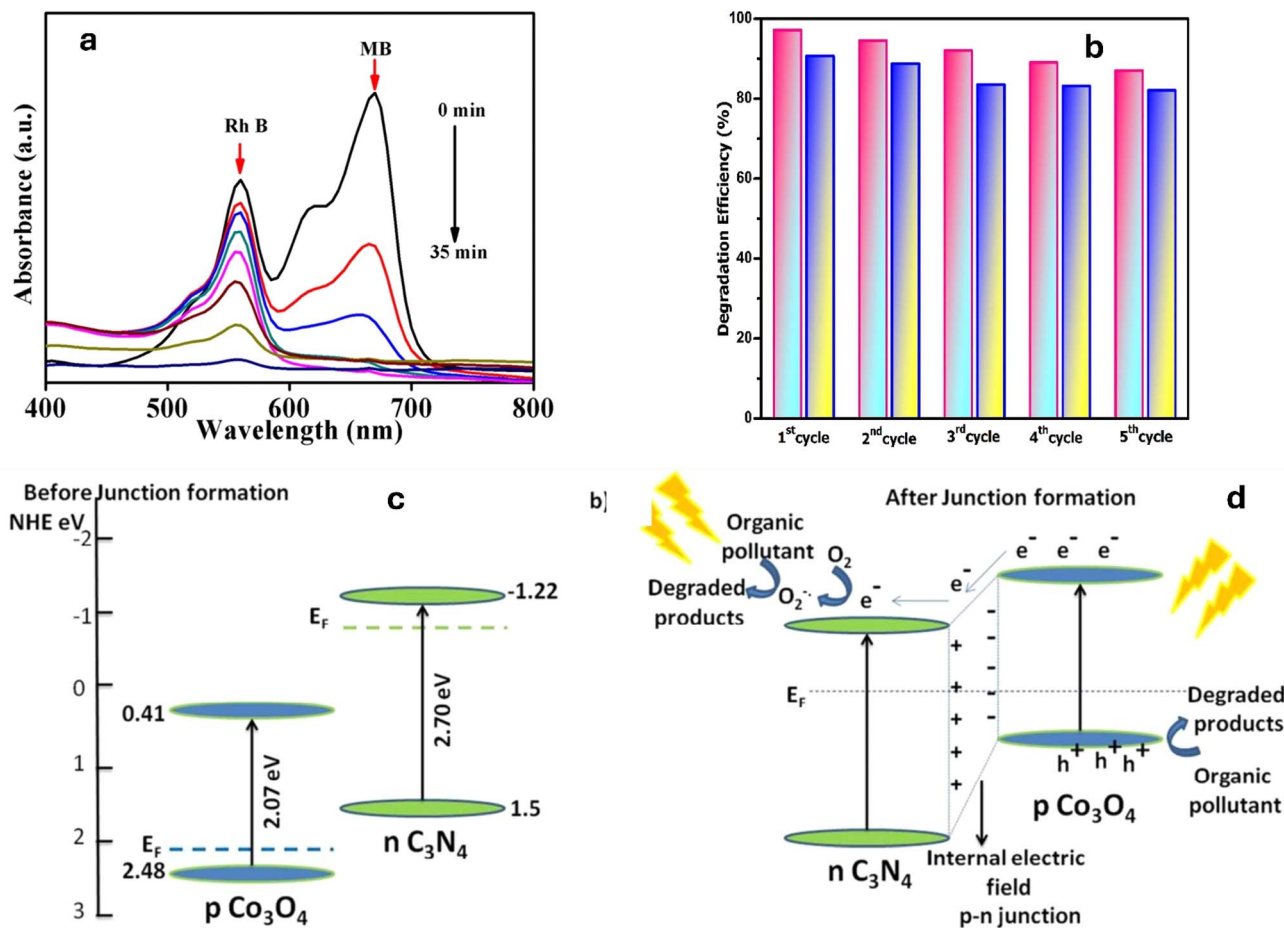 a
MB
0 min
Rh B
35 min
Absorbance (a.u.)
400 500 600 700 800
Wavelength (nm)
b
100
80
60
40
20
0
Degradation Efficiency (%)
1st cycle 2nd cycle 3rd cycle 4th cycle 5th cycle
Before Junction formation
c
NHE eV
-2
-1
0
1
2
3
-1.22
EF
2.70 eV
0.41
2.07 eV
1.5
n C3N4
EF
2.48
p Co3O4
b)
After Junction formation
d
Organic
pollutant
O2
Degraded
products
O2-.
e-
e-
e- e- e-
+
+
+
+
+
-
-
-
-
-
EF
Degraded
products
h+ h+ h+
Organic
pollutant
p Co3O4
n C3N4
Internal electric
field
p-n junction